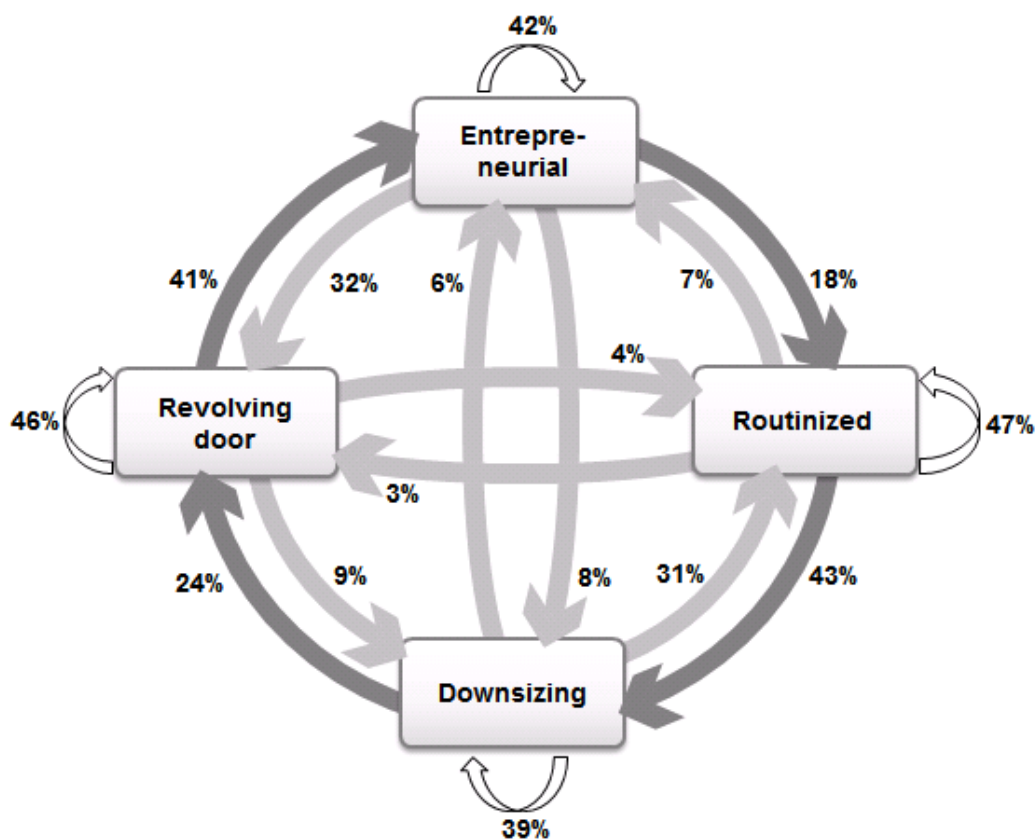 42%
Entrepre-
neurial
41%
32%
6%
7%
18%
4%
46%
Revolving
door
Routinized
47%
3%
24%
9%
8%
31%
43%
Downsizing
39%